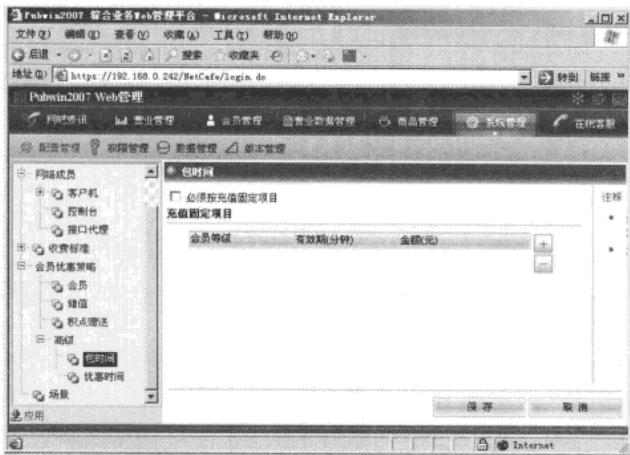 Pubwin2007 综合业务Web管理平台 - Microsoft Internet Explorer
文件(F) 编辑(E) 查看(V) 收藏(A) 工具(T) 帮助(H)
后退 搜索 收藏夹
地址(D) https://192.168.0.242/NetCafe/login.do 转到 链接 »
Pubwin2007 Web管理
网吧资讯 营业管理 会员管理 营业数据管理 商品管理 系统管理 在线客服
配置管理 权限管理 数据管理 版本管理
网络成员
客户机
控制台
接口代理
收费标准
会员优惠策略
会员
储值
积点赠送
高级
包时间
优惠时间
场景
应用
包时间
必须按充值固定项目
充值固定项目
会员等级 有效期(分钟) 金额(元)
+
-
注释
保存 取消
Internet